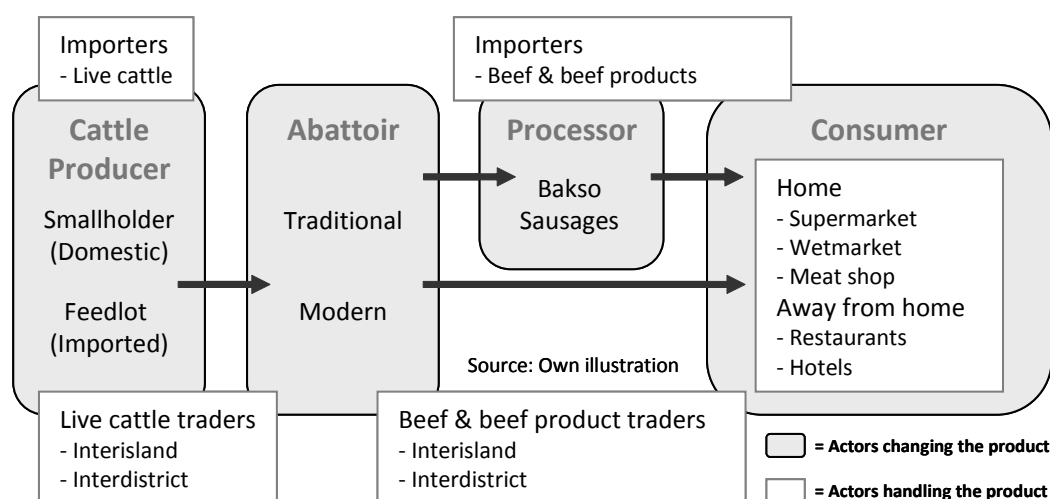 Importers
- Live cattle
Importers
- Beef & beef products
Cattle
Producer
Smallholder
(Domestic)
Feedlot
(Imported)
Abattoir
Traditional
Modern
Processor
Bakso
Sausages
Consumer
Home
- Supermarket
- Wetmarket
- Meat shop
Away from home
- Restaurants
- Hotels
Source: Own illustration
Live cattle traders
- Interisland
- Interdistrict
Beef & beef product traders
- Interisland
- Interdistrict
= Actors changing the product
= Actors handling the product